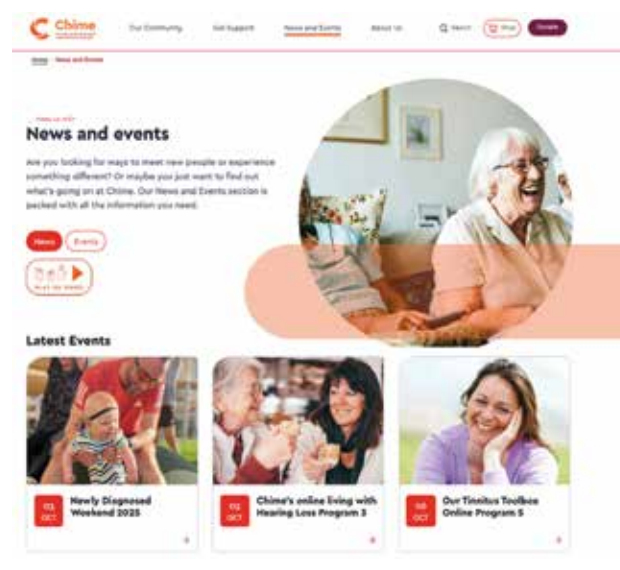 Chime
Our Community
Get Support
News and Events
About Us
Search
Shop
Donate
Home
News and Events
News and events
Are you looking for ways to meet new people or experience
something different? Or maybe you just want to find out
what's going on at Chime. Our News and Events section is
packed with all the information you need.
News
Events
Latest Events
03
OCT
Newly Diagnosed
Weekend 2025
OCT
Chime's online living with
Hearing Loss Program 3
OCT
Our Tinnitus Toolbox
Online Program 5